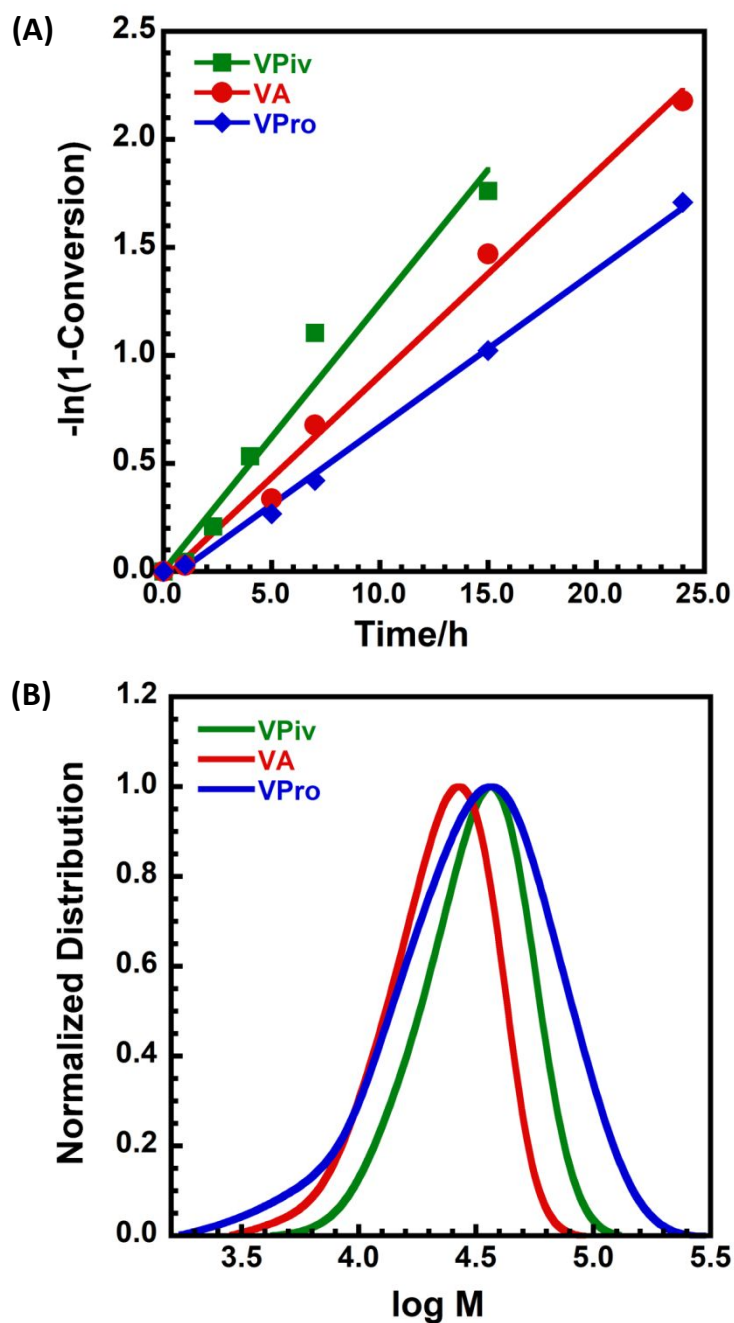 (A)
2.5
2.0
1.5
1.0
0.5
0.0
-ln(1-Conversion)
VPiv
VA
VPro
0.0 5.0 10.0 15.0 20.0 25.0
Time/h
(B)
1.2
1.0
0.8
0.6
0.4
0.2
0.0
Normalized Distribution
VPiv
VA
VPro
3.5 4.0 4.5 5.0 5.5
log M